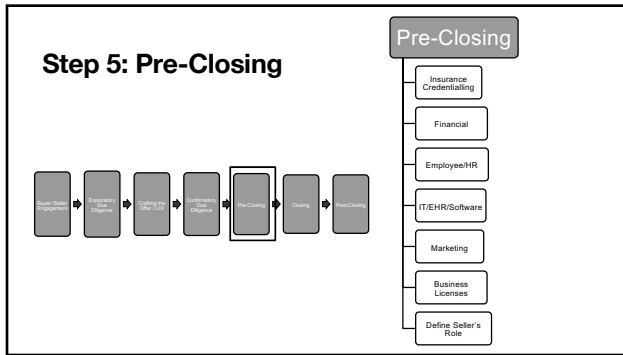 Step 5: Pre-Closing
Buyer /Seller
Engagement
Exploratory
Due
Diligence
Crafting the
Offer / LOI
Confirmatory
Due
Diligence
Pre-Closing
Closing
Post-Closing
Pre-Closing
Insurance
Credentialling
Financial
Employee/HR
IT/EHR/Software
Marketing
Business
Licenses
Define Seller's
Role